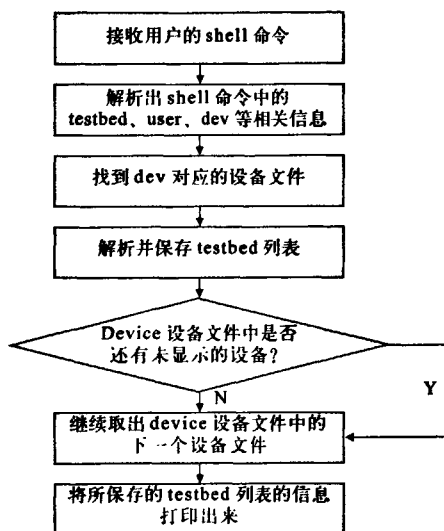 接收用户的 shell 命令
解析出 shell 命令中的
testbed、user、dev 等相关信息
找到 dev 对应的设备文件
解析并保存 testbed 列表
Device 设备文件中是否
还有未显示的设备?
Y
N
继续取出 device 设备文件中的
下一个设备文件
将所保存的 testbed 列表的信息
打印出来